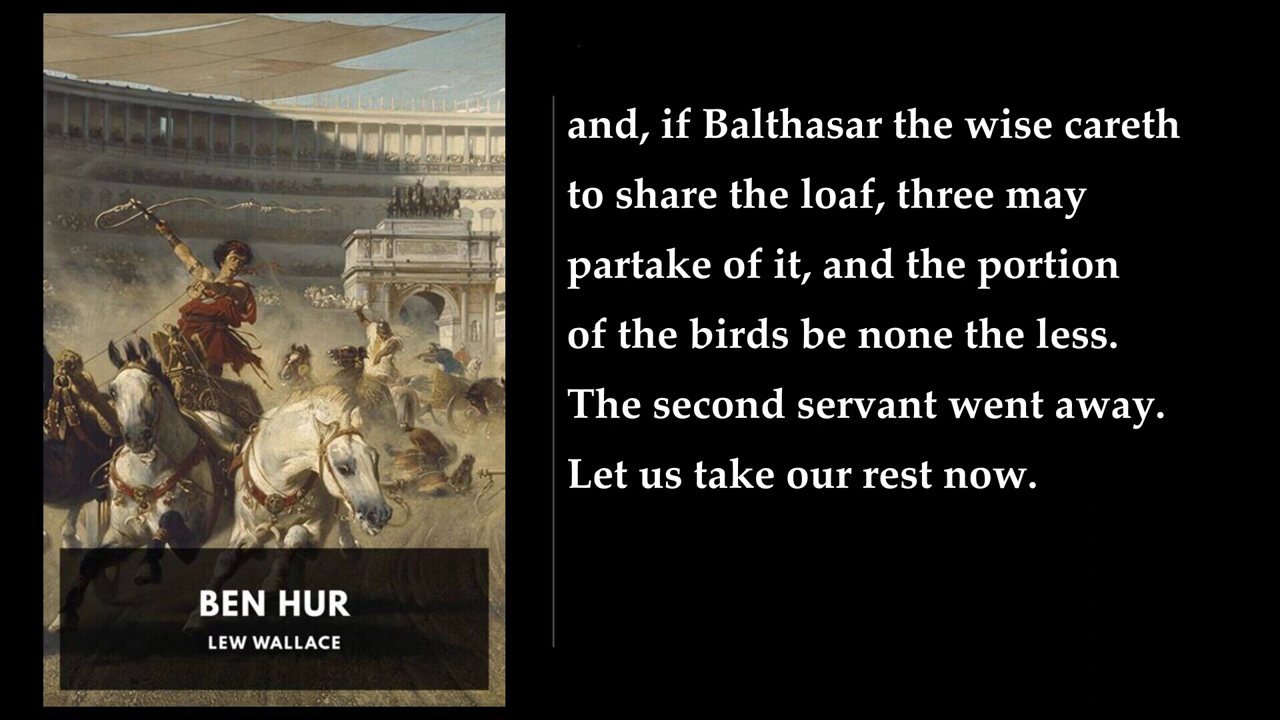 BEN HUR
LEW WALLACE
and, if Balthasar the wise careth
to share the loaf, three may
partake of it, and the portion
of the birds be none the less.
The second servant went away.
Let us take our rest now.